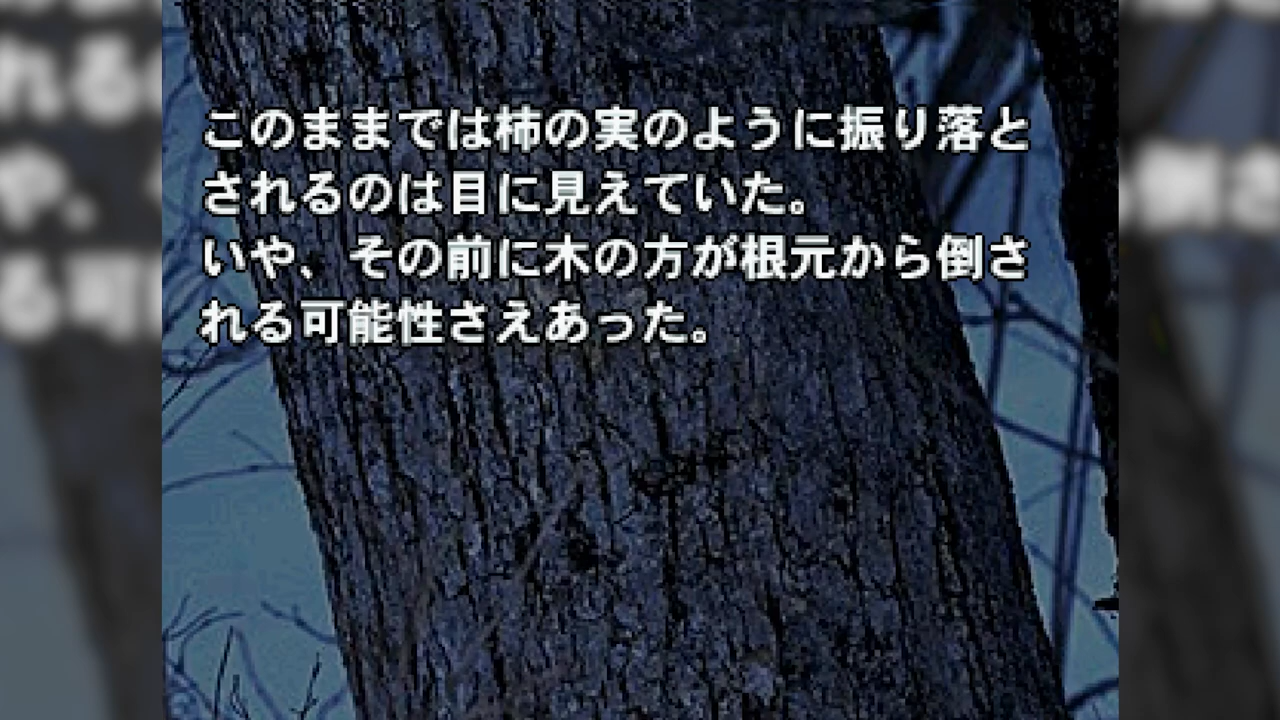 このままでは柿の実のように振り落と
されるのは目に見えていた。
いや、その前に木の方が根元から倒さ
れる可能性さえあった。